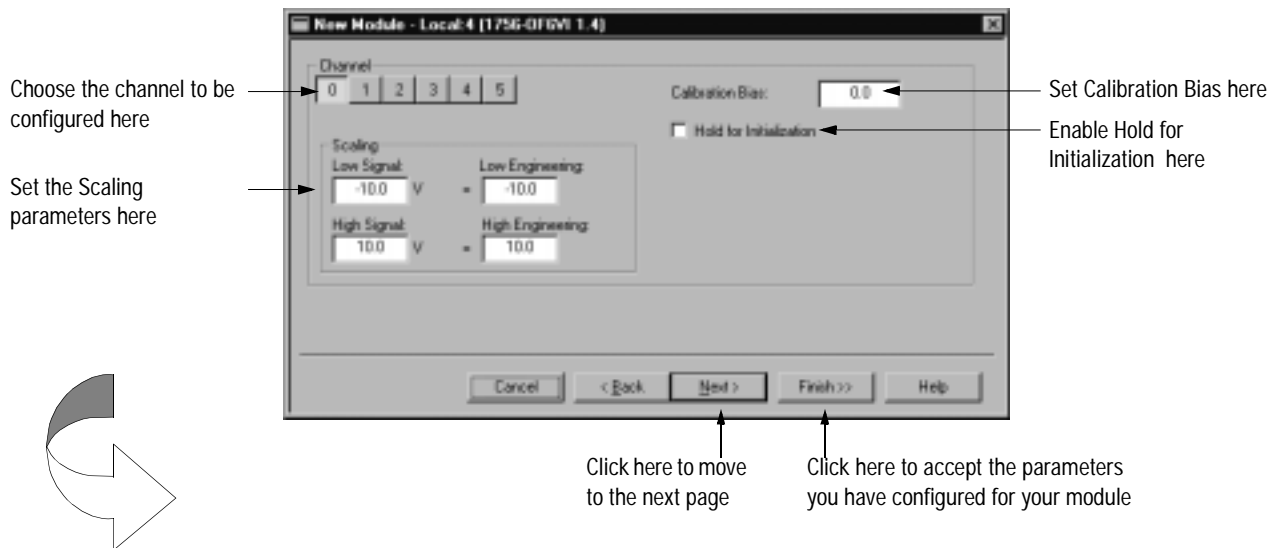 New Module - Local:4 (1756-OF6VI 1.4)
Channel
0 1 2 3 4 5
Choose the channel to be
configured here
Calibration Bias: 0.0
Set Calibration Bias here
Hold for Initialization
Enable Hold for
Initialization here
Scaling
Low Signal: Low Engineering:
-10.0 V = -10.0
Set the Scaling
parameters here
High Signal: High Engineering:
10.0 V = 10.0
Cancel < Back Next > Finish >> Help
Click here to move
to the next page
Click here to accept the parameters
you have configured for your module